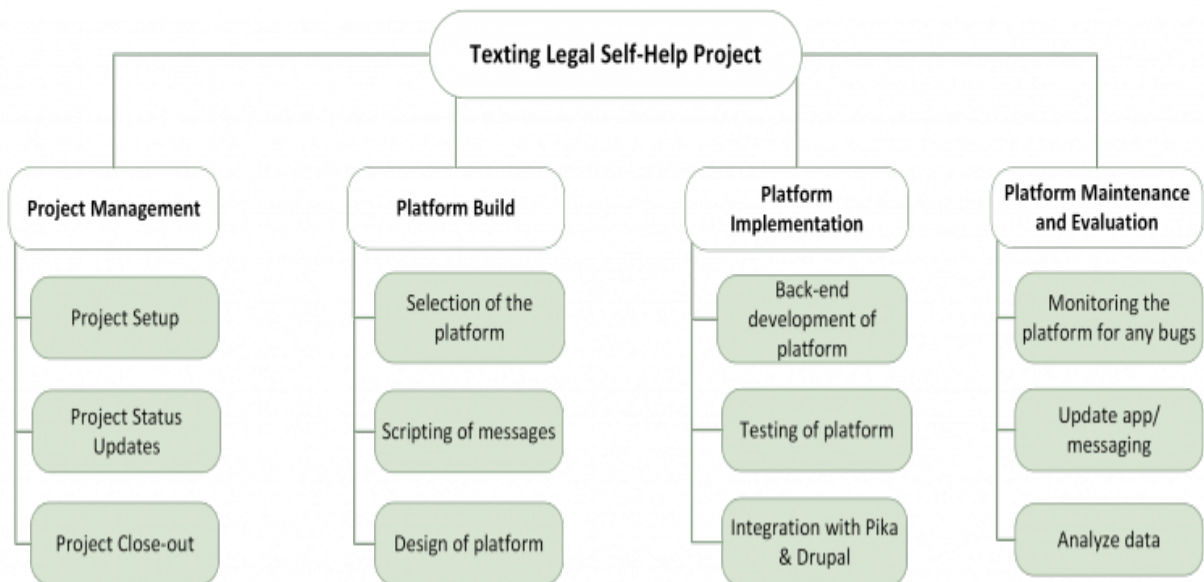 Texting Legal Self-Help Project
Project Management
Project Setup
Project Status
Updates
Project Close-out
Platform Build
Selection of the
platform
Scripting of messages
Design of platform
Platform
Implementation
Back-end
development of
platform
Testing of platform
Integration with Pika
& Drupal
Platform Maintenance
and Evaluation
Monitoring the
platform for any bugs
Update app/
messaging
Analyze data